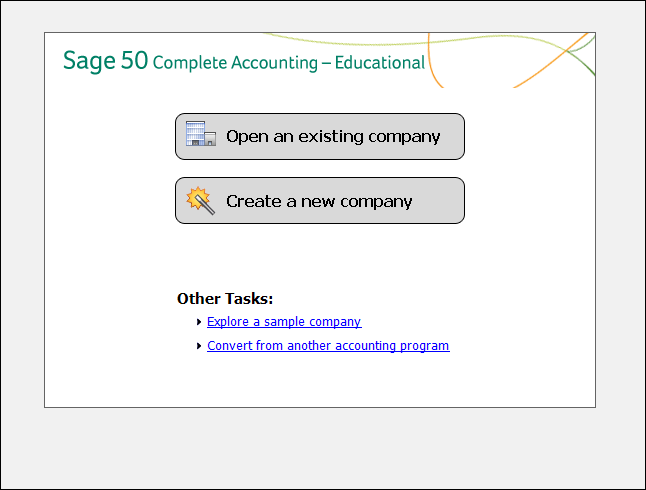 Sage 50 Complete Accounting – Educational
Open an existing company
Create a new company
Other Tasks:
Explore a sample company
Convert from another accounting program